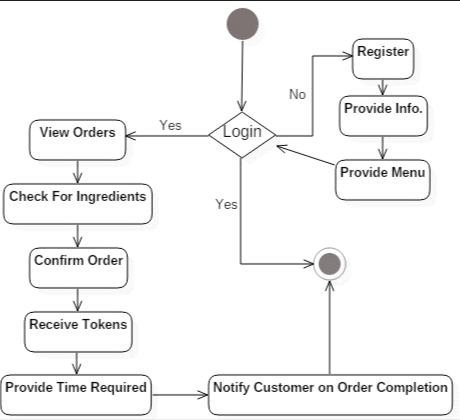 Register
No
Provide Info.
Yes
Login
View Orders
Provide Menu
Check For Ingredients
Yes
Confirm Order
Receive Tokens
Provide Time Required
Notify Customer on Order Completion